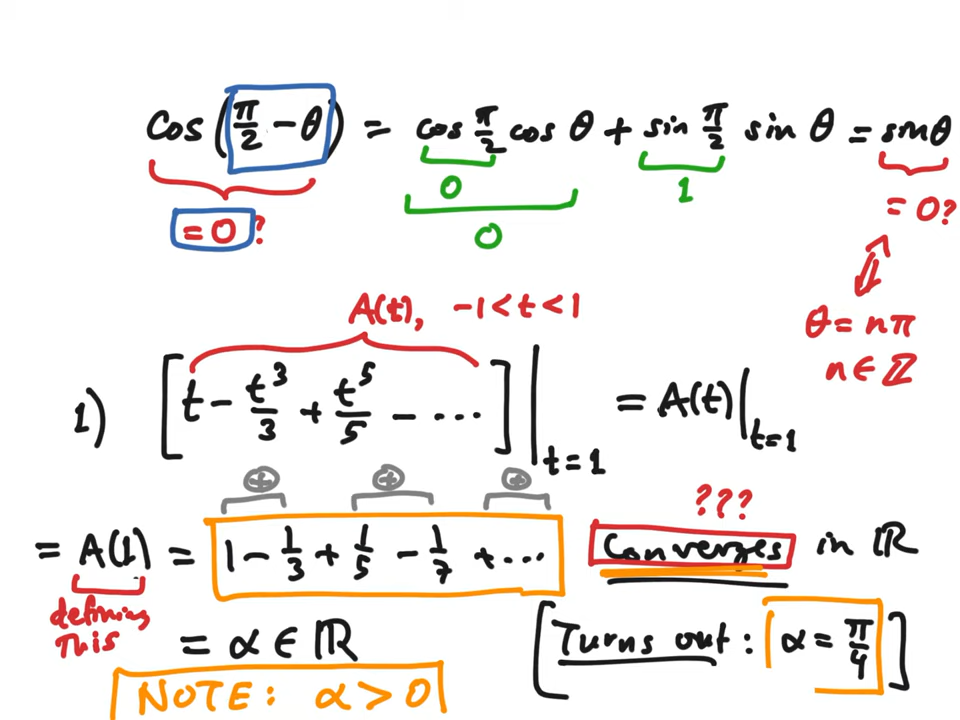 cos(π/2 − θ) = cos π/2 cos θ + sin π/2 sin θ = sinθ
0
1
= 0?
0
= 0?
A(t), -1 < t < 1
θ = nπ
n ∈ ℤ
1) [t − t³/3 + t⁵/5 − ....]|t=1 = A(t)|t=1
⊕ ⊕ ⊕
???
= A(1) = 1 − 1/3 + 1/5 − 1/7 + ... Converges in ℝ
defining
This
= α ∈ ℝ [Turns out: α = π/4]
NOTE: α > 0